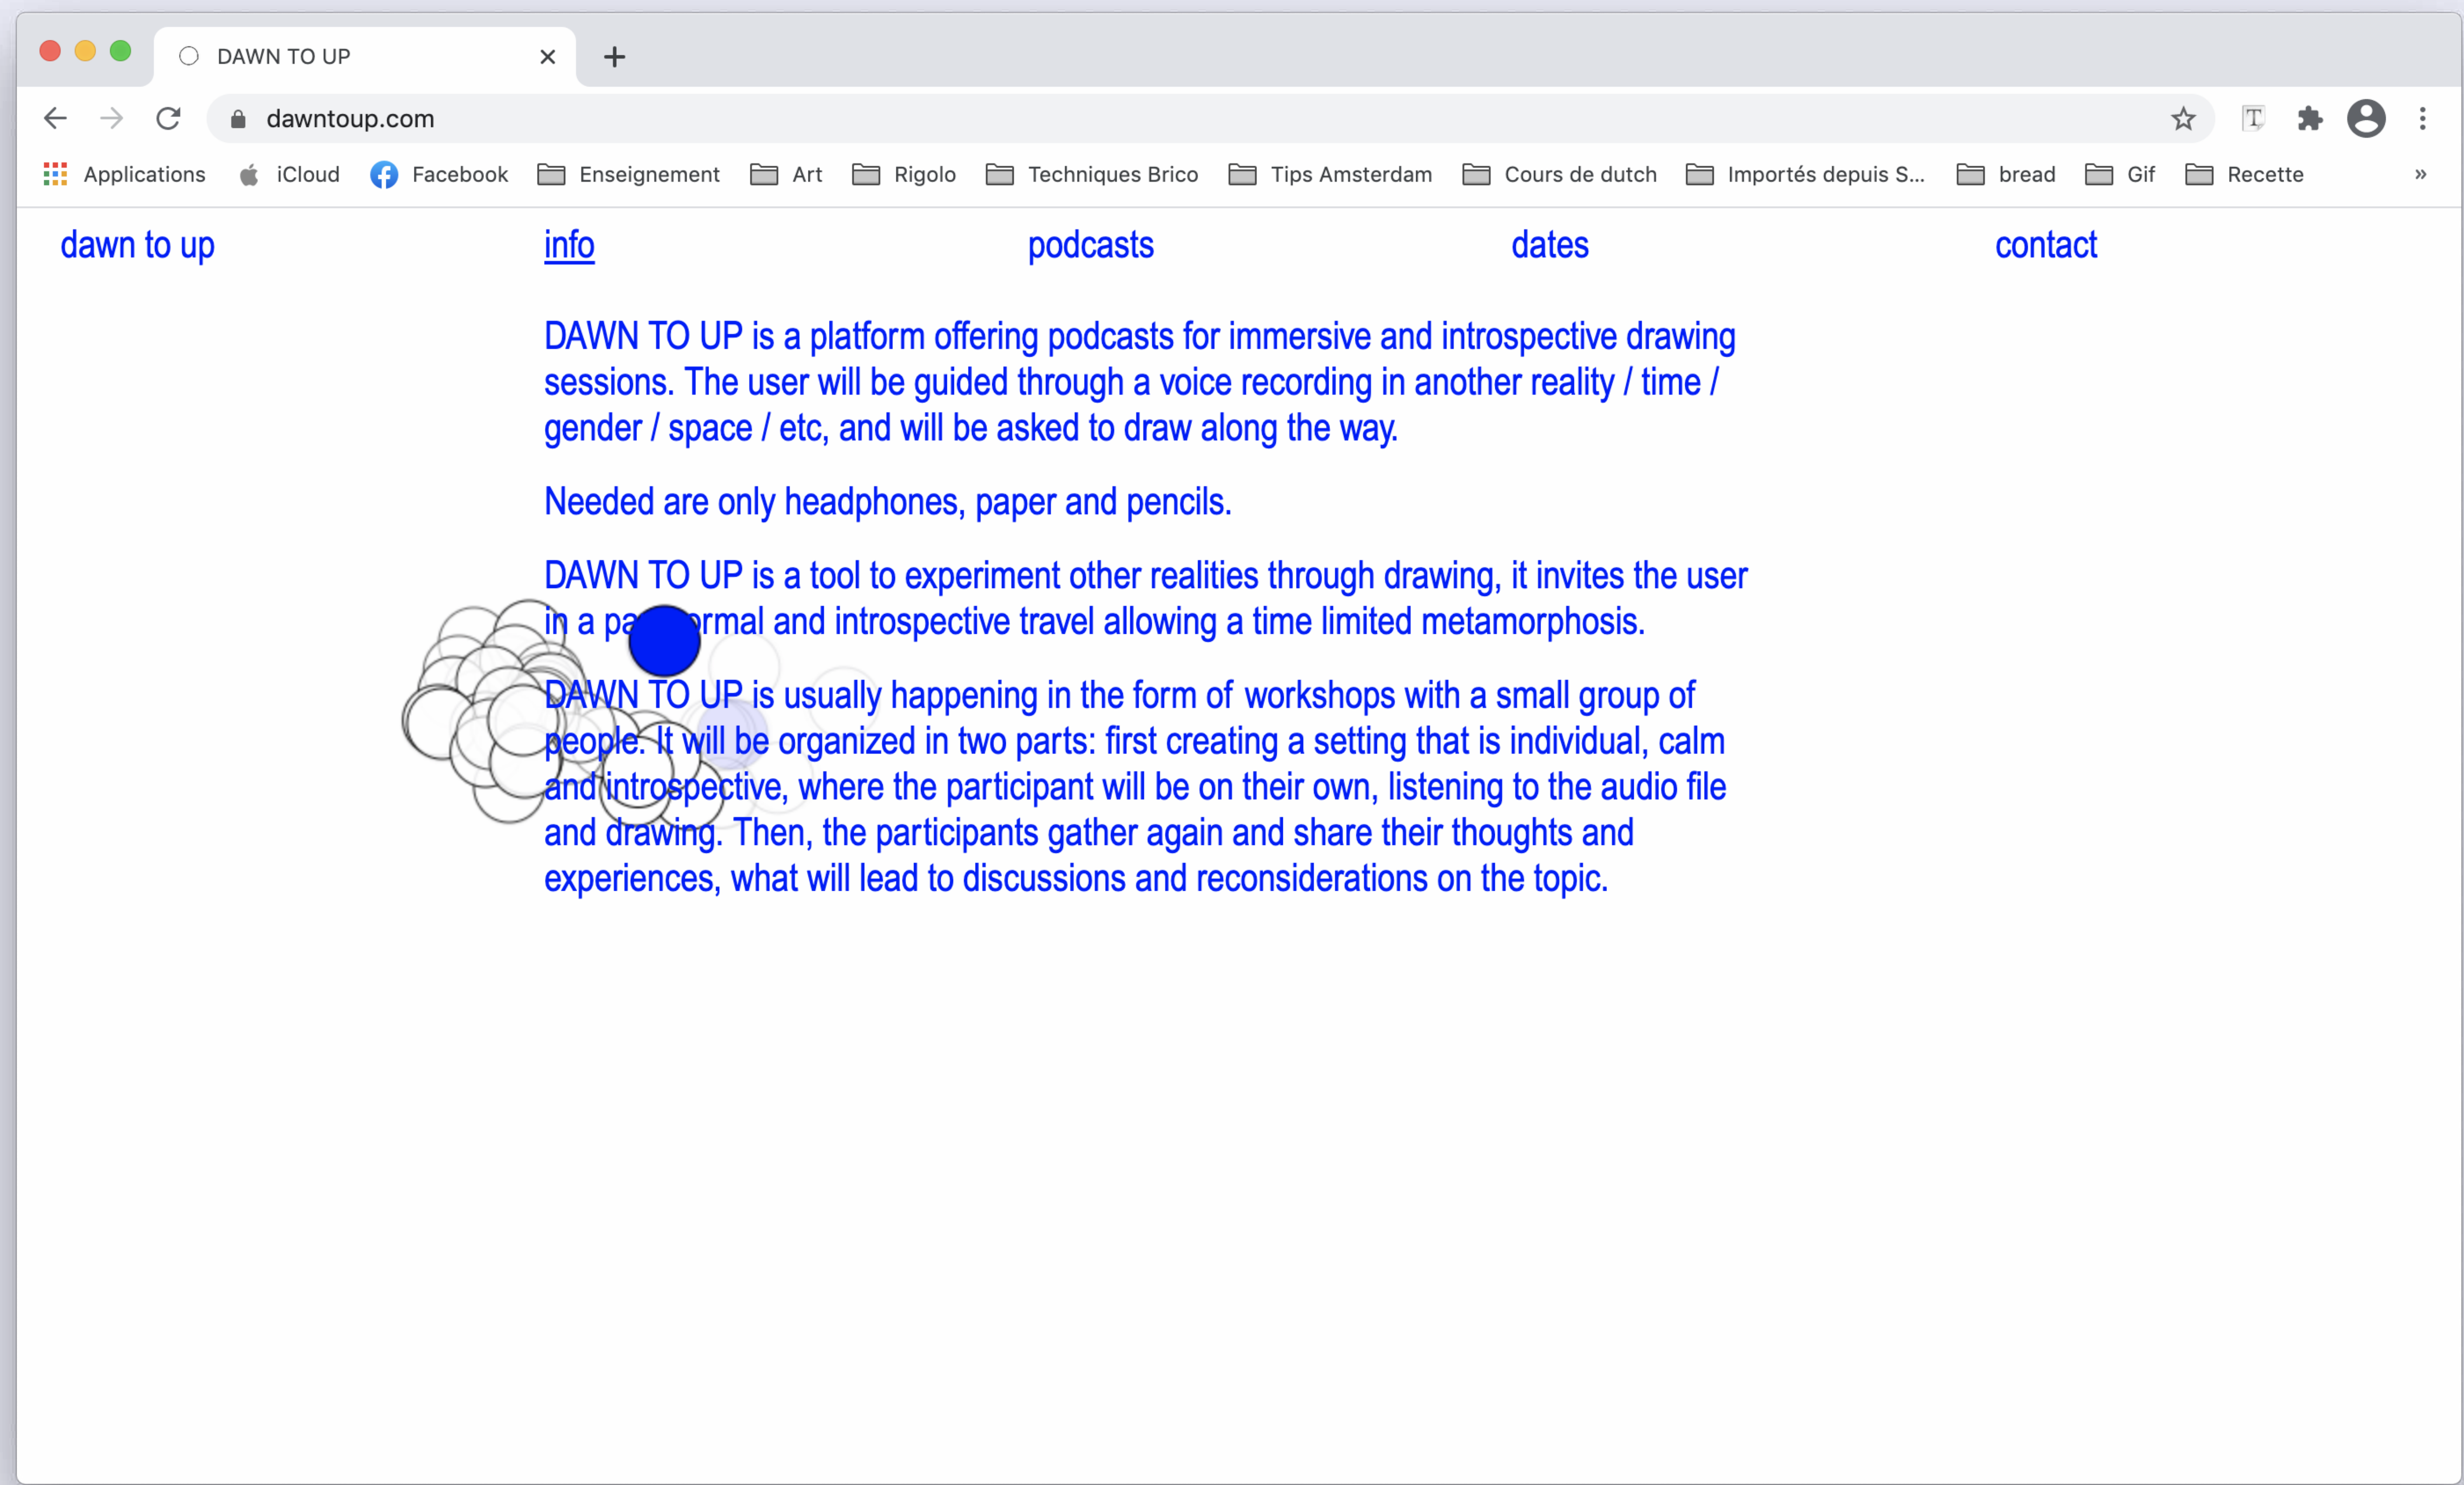 DAWN TO UP
dawntoup.com
Applications iCloud Facebook Enseignement Art Rigolo Techniques Brico Tips Amsterdam Cours de dutch Importés depuis S... bread Gif Recette »
dawn to up info podcasts dates contact
DAWN TO UP is a platform offering podcasts for immersive and introspective drawing
sessions. The user will be guided through a voice recording in another reality / time /
gender / space / etc, and will be asked to draw along the way.
Needed are only headphones, paper and pencils.
DAWN TO UP is a tool to experiment other realities through drawing, it invites the user
in a and introspective travel allowing a time limited metamorphosis.
DAWN TO UP is usually happening in the form of workshops with a small group of
people. It will be organized in two parts: first creating a setting that is individual, calm
and introspective, where the participant will be on their own, listening to the audio file
and drawing. Then, the participants gather again and share their thoughts and
experiences, what will lead to discussions and reconsiderations on the topic.